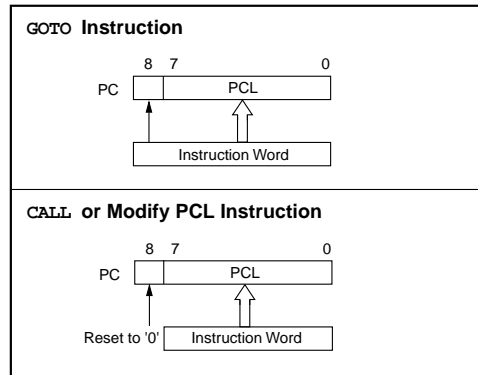 GOTO Instruction
8 7 0
PC PCL
Instruction Word
CALL or Modify PCL Instruction
8 7 0
PC PCL
Reset to '0' Instruction Word